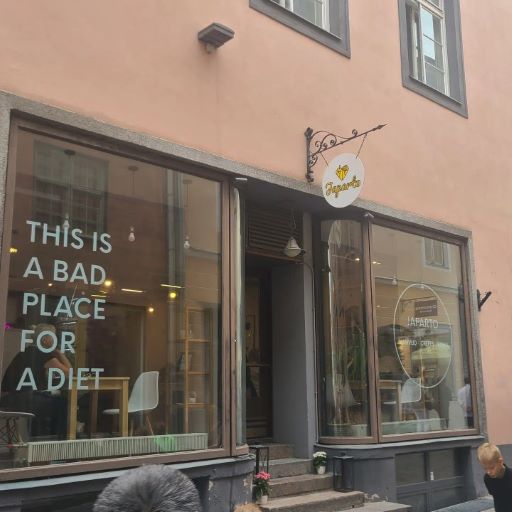 THIS IS
A BAD
PLACE
FOR
A DIET
Japarto
JAPARTO